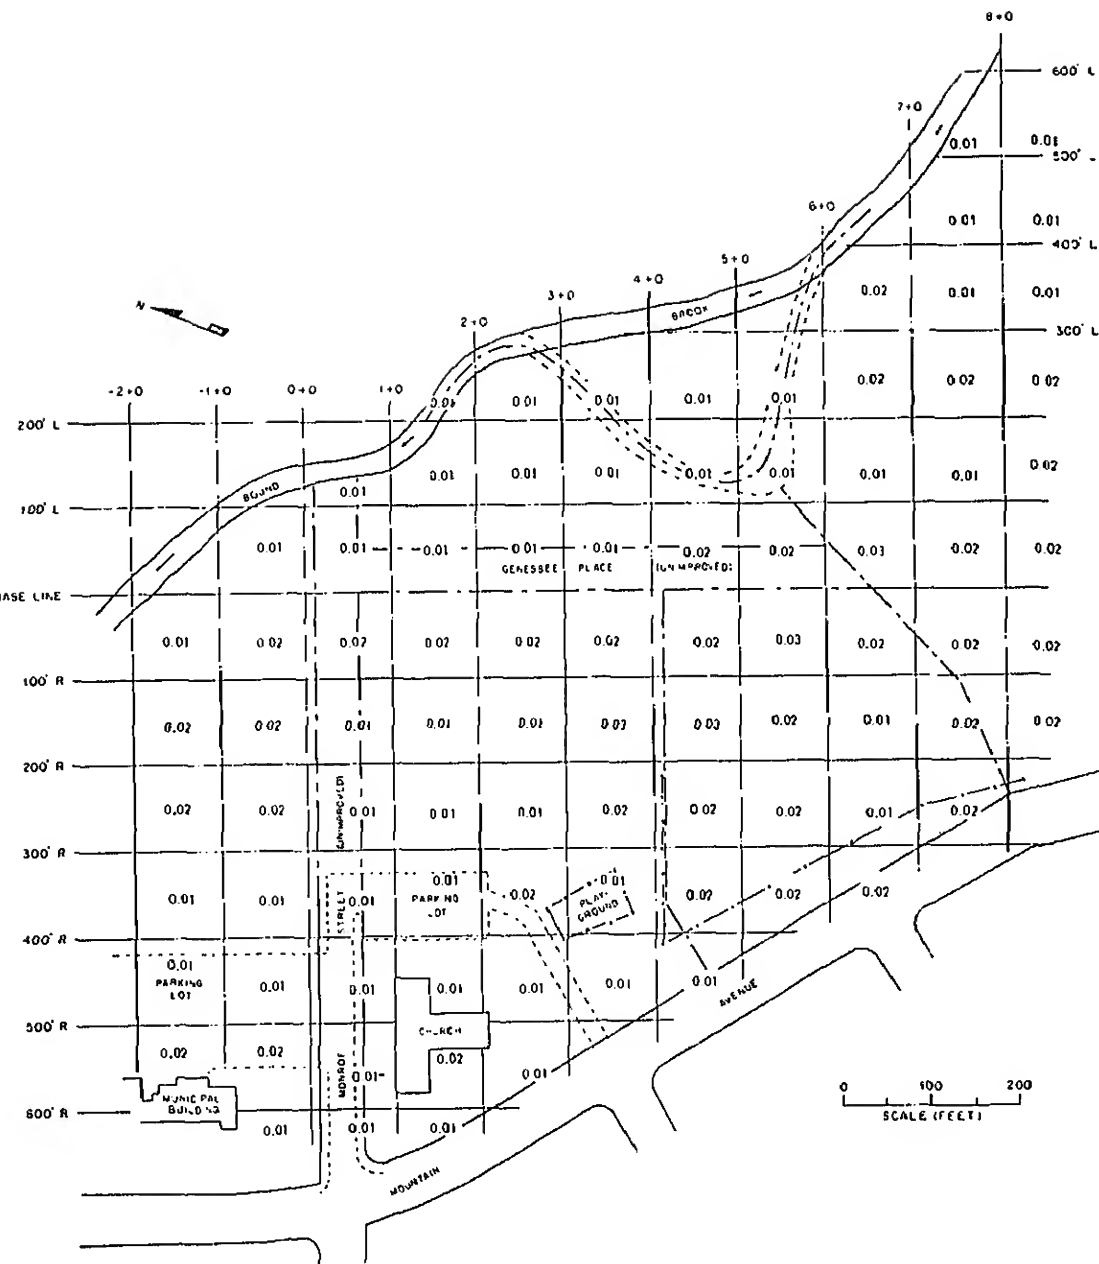 8+0
600' L
7+0
0.01 0.01
500' L
6+0
0.01 0.01
400' L
5+0
4+0
3+0
2+0
N
BROOK
0.02 0.01 0.01
300' L
-2+0 -1+0 0+0 1+0
0.01 0.01 0.01 0.01 0.01 0.02 0.02 0.02
200' L
BOUND
0.01 0.01 0.01 0.01 0.01 0.01 0.01 0.01 0.02
100' L
0.01 0.01 0.01 0.01 0.01 0.02 0.02 0.03 0.02 0.02
GENESSEE PLACE (UNIMPROVED)
ASE LINE
0.01 0.02 0.02 0.02 0.02 0.02 0.02 0.03 0.02 0.02 0.02
100' R
0.02 0.02 0.01 0.01 0.01 0.03 0.03 0.02 0.01 0.02 0.02
200' R
(UNIMPROVED)
0.02 0.02 0.01 0.01 0.01 0.02 0.02 0.02 0.01 0.02
300' R
0.01 0.01 0.01 0.01 0.02 0.01 0.02 0.02 0.02
STREET
PARKING
LOT
PLAY-
GROUND
400' R
0.01 0.01 0.01 0.01 0.01 0.01 0.01
PARKING
LOT
AVENUE
500' R
CHURCH
0.02 0.02 0.01 0.02 0.01
MONROE
MUNICIPAL
BUILDING
600' R
0.01 0.01 0.01
MOUNTAIN
0 100 200
SCALE (FEET)